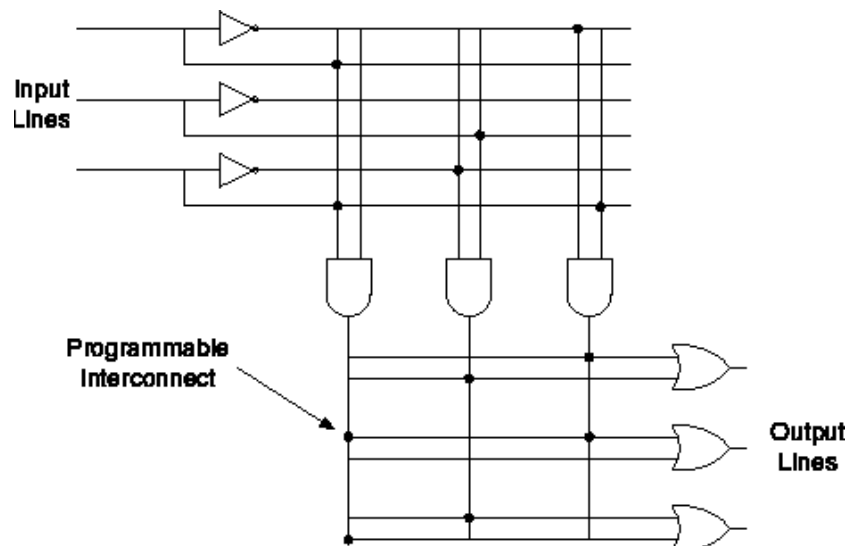 Input
Lines
Programmable
Interconnect
Output
Lines